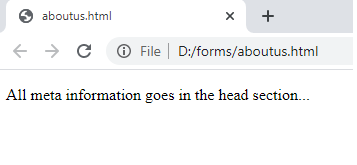 aboutus.html
File | D:/forms/aboutus.html
All meta information goes in the head section...